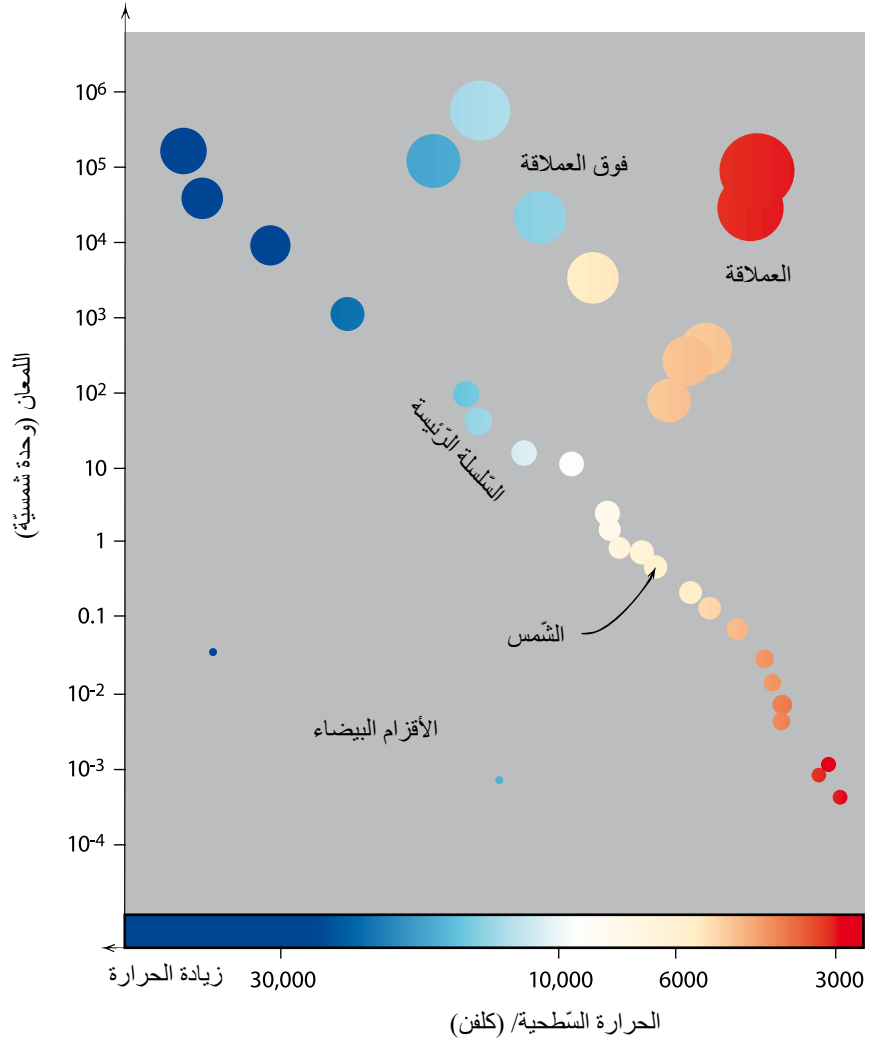 اللمعان (وحدة شمسيّة)
10⁶
10⁵
10⁴
10³
10²
10
1
0.1
10⁻²
10⁻³
10⁻⁴
فوق العملاقة
العملاقة
السّلسلة الرّئيسة
الشّمس
الأقزام البيضاء
زيادة الحرارة
30,000
10,000
6000
3000
الحرارة السّطحية/ (كلفن)